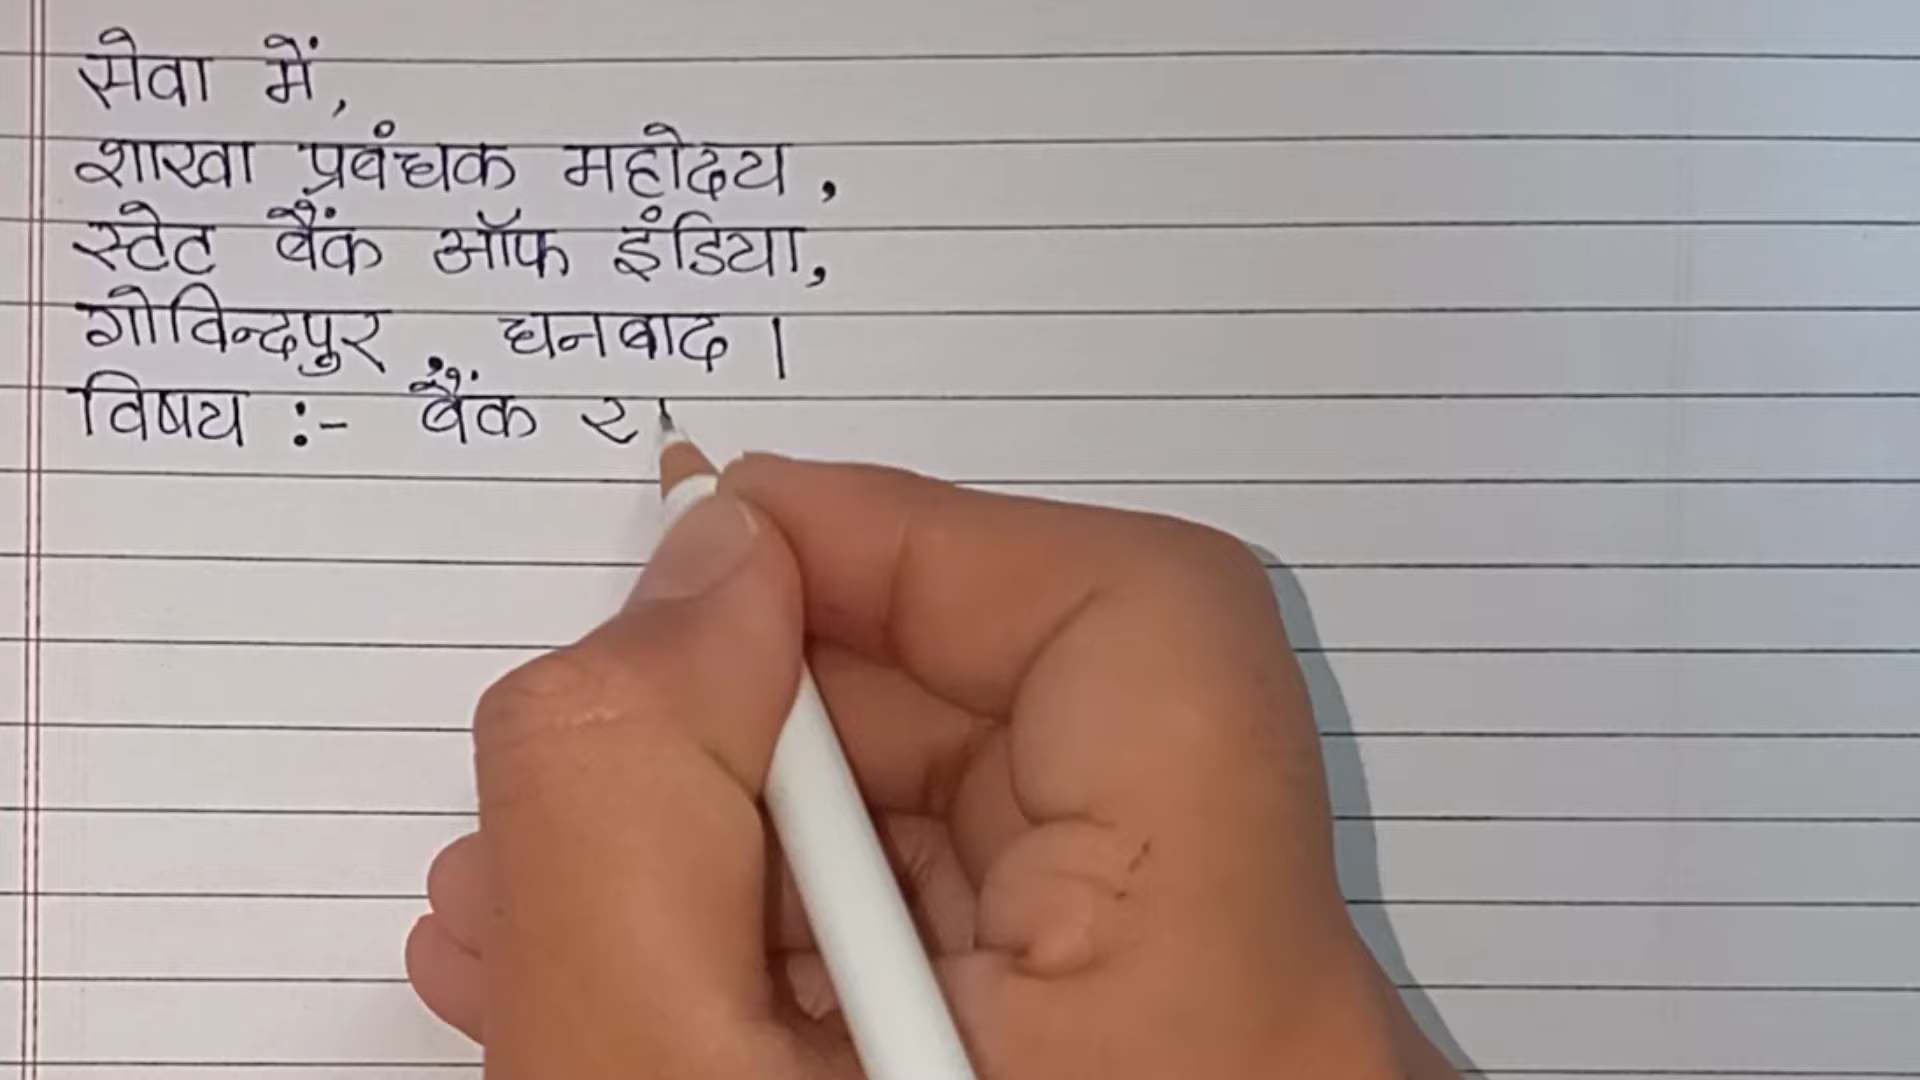 सेवा में,
शाखा प्रबंधक महोदय,
स्टेट बैंक ऑफ इंडिया,
गोविन्दपुर, धनबाद।
विषय :- बैंक